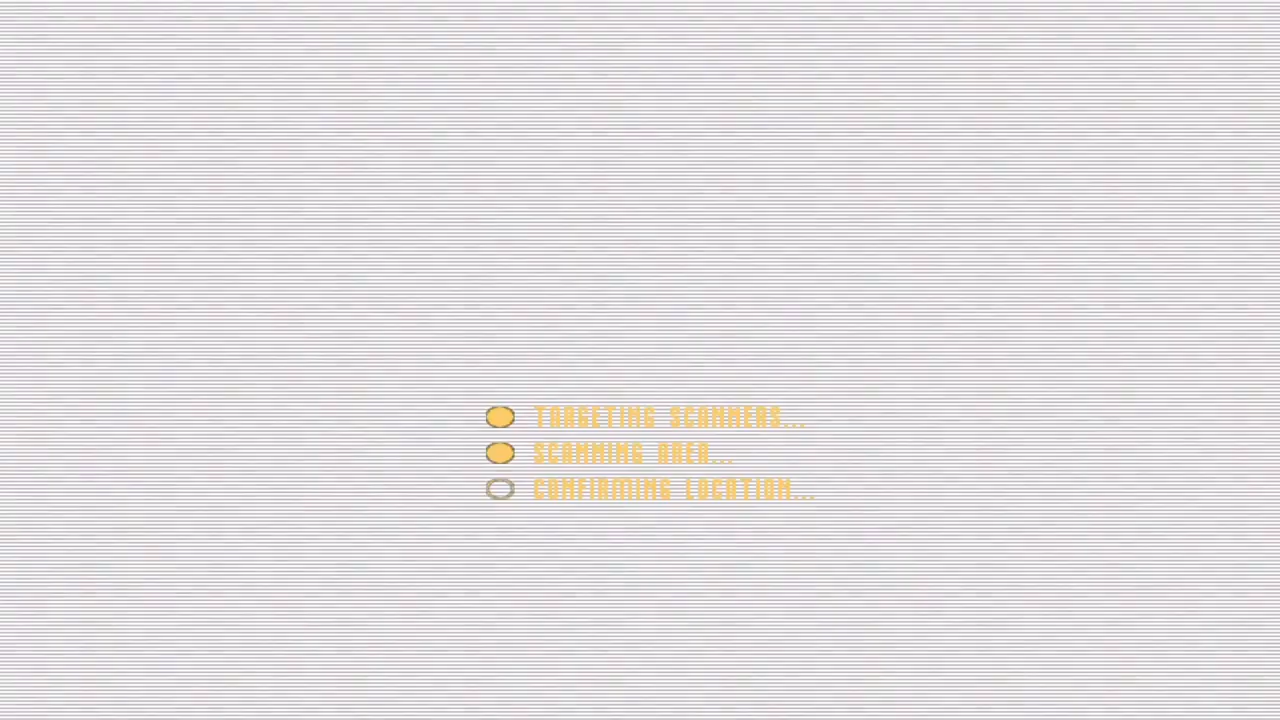 TARGETING SCANNERS...
SCANNING AREA...
CONFIRMING LOCATION...